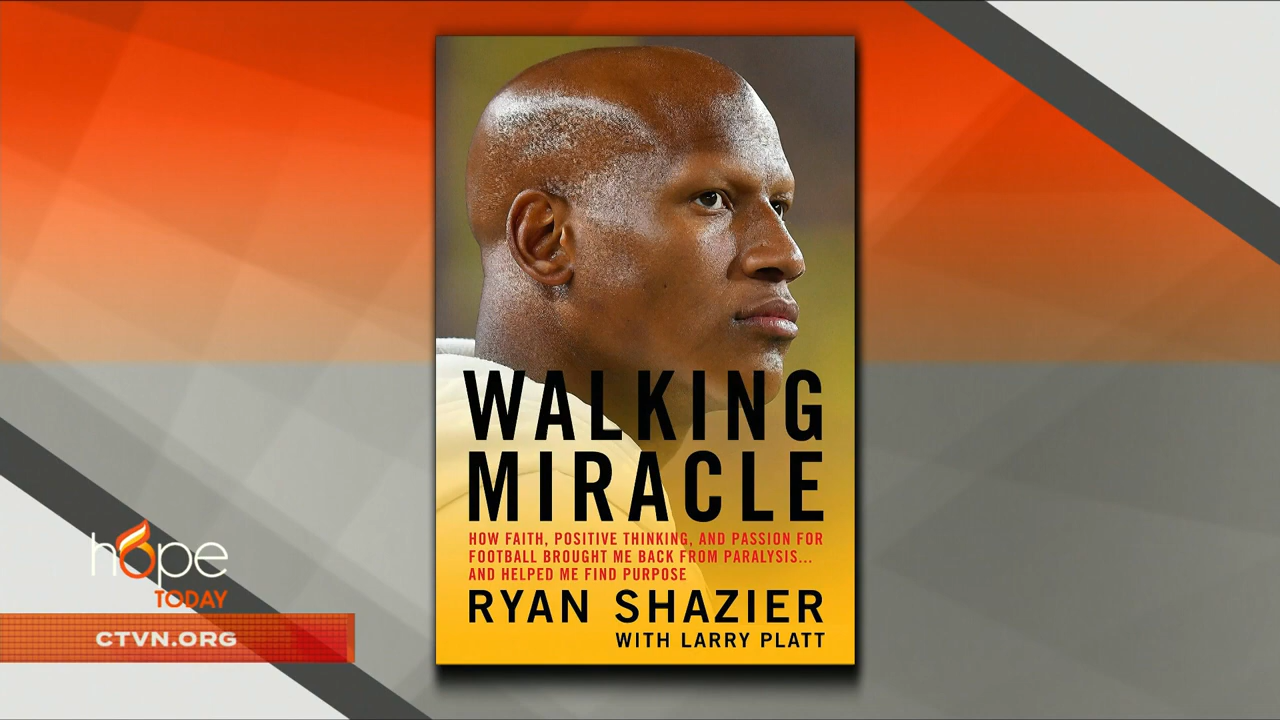 WALKING
MIRACLE
HOW FAITH, POSITIVE THINKING, AND PASSION FOR
FOOTBALL BROUGHT ME BACK FROM PARALYSIS...
AND HELPED ME FIND PURPOSE
RYAN SHAZIER
WITH LARRY PLATT
hope
TODAY
CTVN.ORG